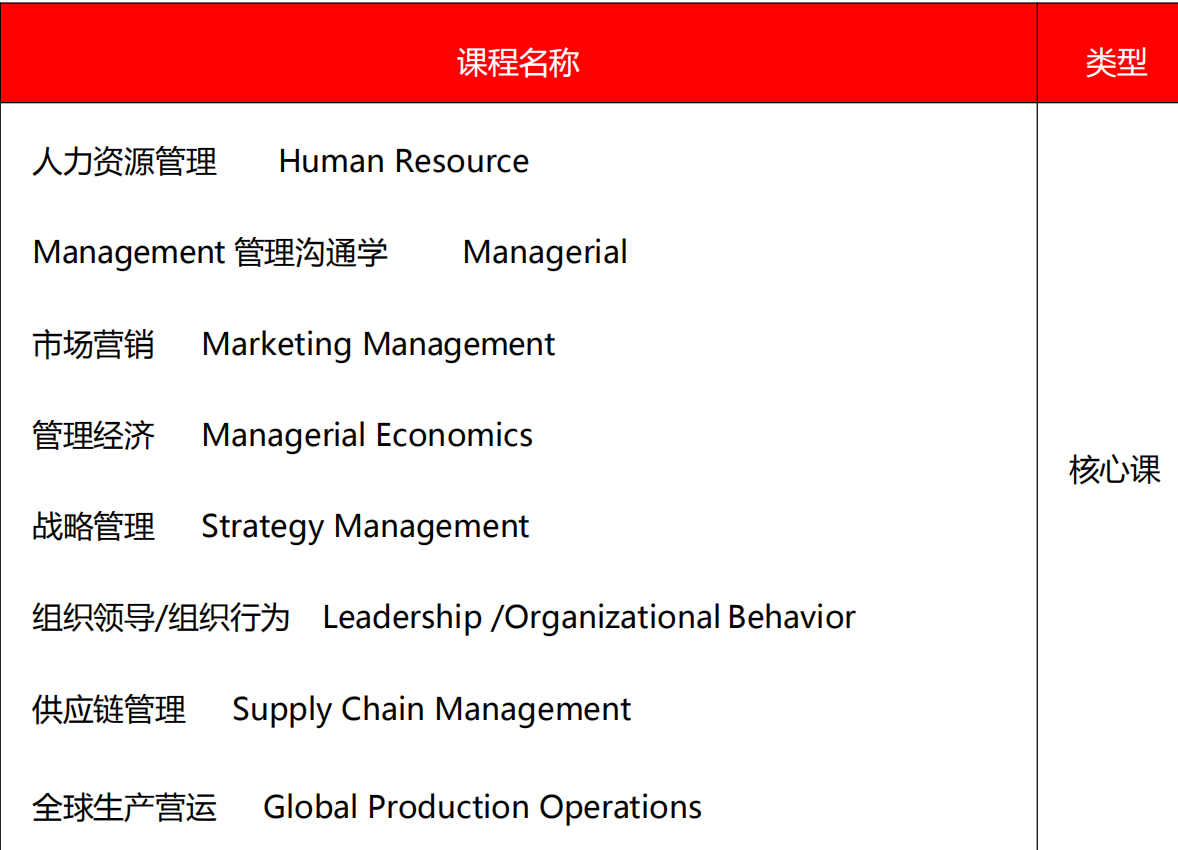 课程名称 类型
人力资源管理 Human Resource
Management 管理沟通学 Managerial
市场营销 Marketing Management
管理经济 Managerial Economics
核心课
战略管理 Strategy Management
组织领导/组织行为 Leadership /Organizational Behavior
供应链管理 Supply Chain Management
全球生产营运 Global Production Operations